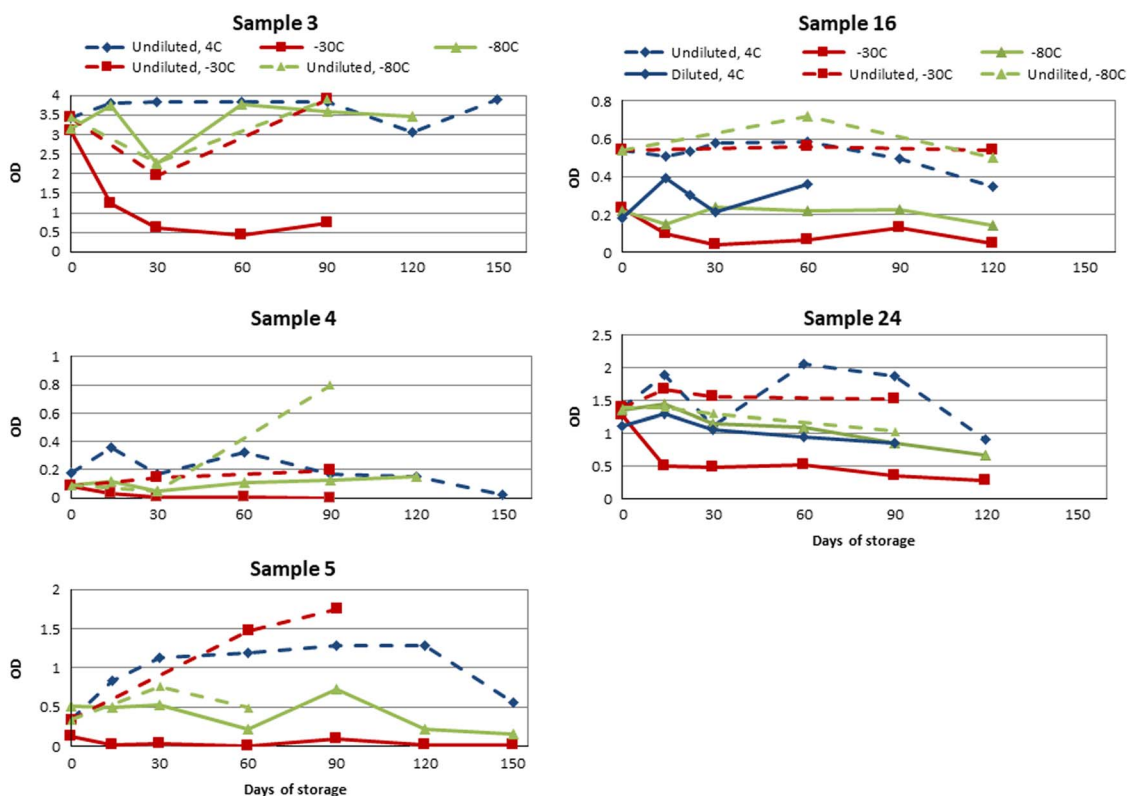 Sample 3
Undiluted, 4C -30C -80C
Undiluted, -30C Undiluted, -80C
4
3.5
3
2.5
2
1.5
1
0.5
0
OD
0 30 60 90 120 150
Sample 16
Undiluted, 4C -30C -80C
Diluted, 4C Undiluted, -30C Undilited, -80C
0.8
0.6
0.4
0.2
0
OD
0 30 60 90 120 150
Sample 4
1
0.8
0.6
0.4
0.2
0
OD
0 30 60 90 120 150
Sample 24
2.5
2
1.5
1
0.5
0
OD
0 30 60 90 120 150
Days of storage
Sample 5
2
1.5
1
0.5
0
OD
0 30 60 90 120 150
Days of storage